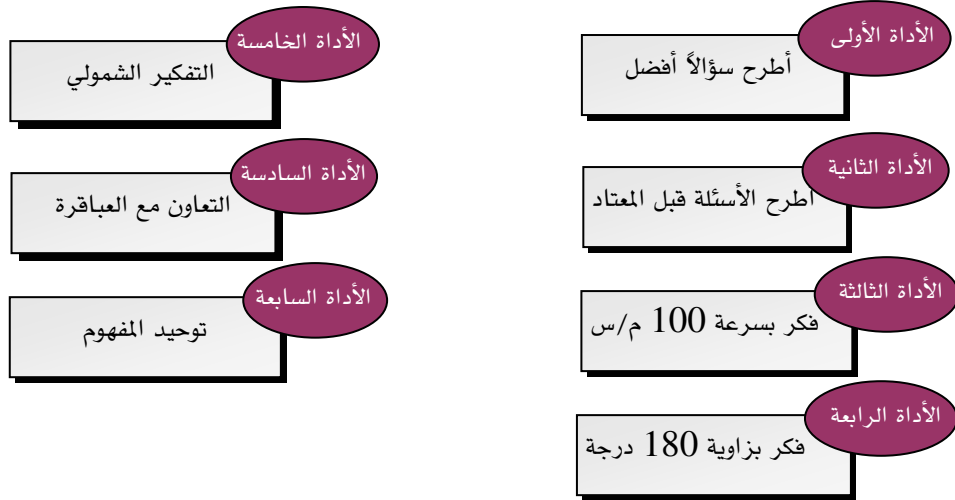 الأداة الأولى
أطرح سؤالاً أفضل
الأداة الثانية
اطرح الأسئلة قبل المعتاد
الأداة الثالثة
فكر بسرعة 100 م/س
الأداة الرابعة
فكر بزاوية 180 درجة
الأداة الخامسة
التفكير الشمولي
الأداة السادسة
التعاون مع العباقرة
الأداة السابعة
توحيد المفهوم